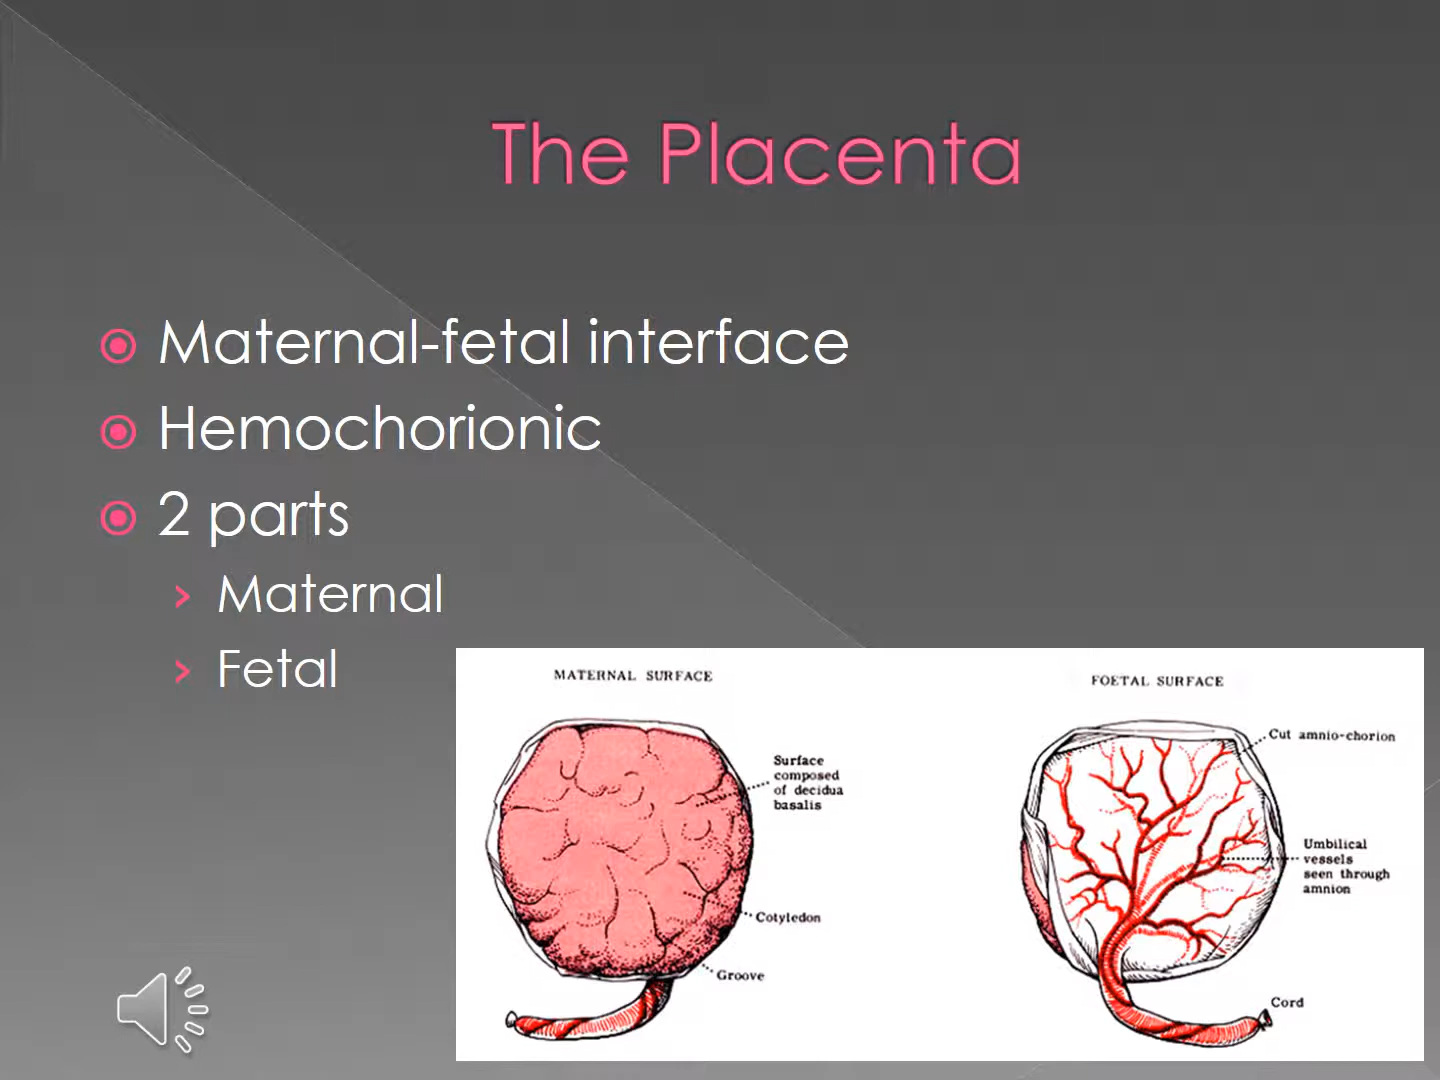 The Placenta
Maternal-fetal interface
Hemochorionic
2 parts
Maternal
Fetal
MATERNAL SURFACE
Surface
composed
of decidua
basalis
Cotyledon
Groove
FOETAL SURFACE
Cut amnio-chorion
Umbilical
vessels
seen through
amnion
Cord